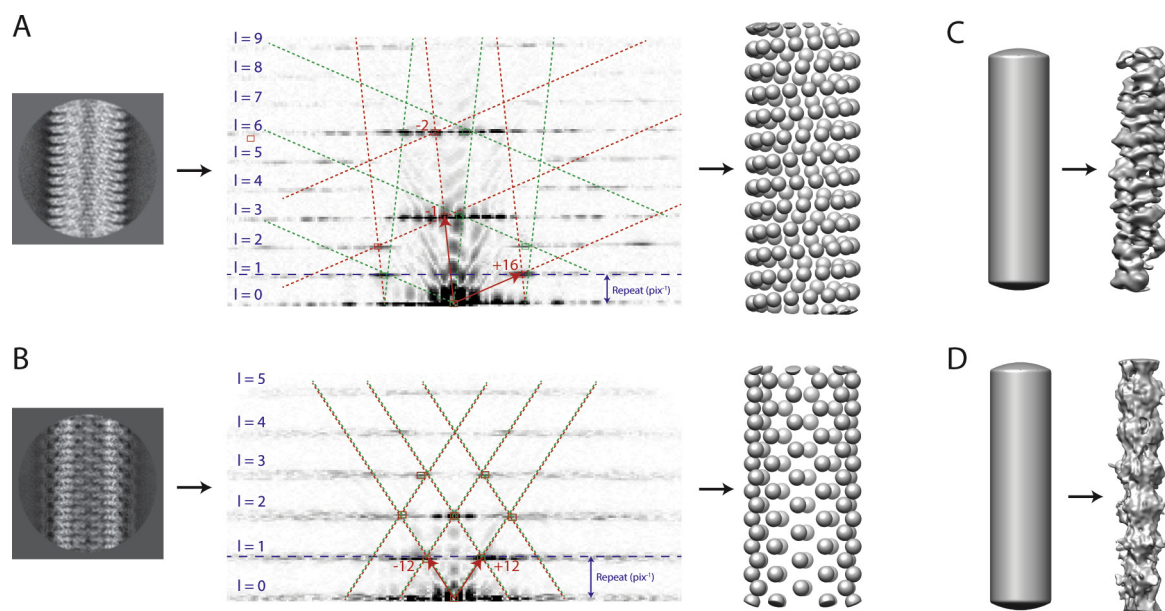 A
l = 9
l = 8
l = 7
l = 6
l = 5
l = 4
l = 3
l = 2
l = 1
l = 0
-2
-1
+16
Repeat (pix⁻¹)
C
B
l = 5
l = 4
l = 3
l = 2
l = 1
l = 0
-12
+12
Repeat (pix⁻¹)
D